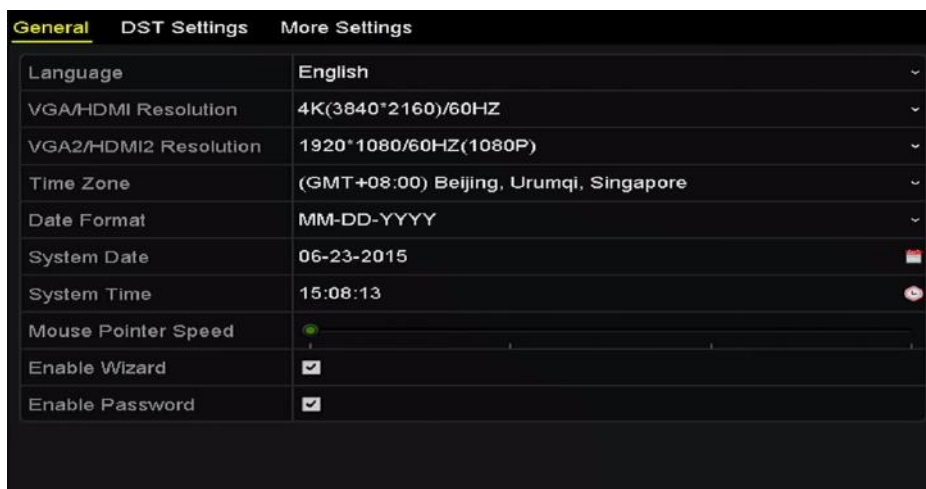 General DST Settings More Settings
Language English
VGA/HDMI Resolution 4K(3840*2160)/60HZ
VGA2/HDMI2 Resolution 1920*1080/60HZ(1080P)
Time Zone (GMT+08:00) Beijing, Urumqi, Singapore
Date Format MM-DD-YYYY
System Date 06-23-2015
System Time 15:08:13
Mouse Pointer Speed
Enable Wizard
Enable Password